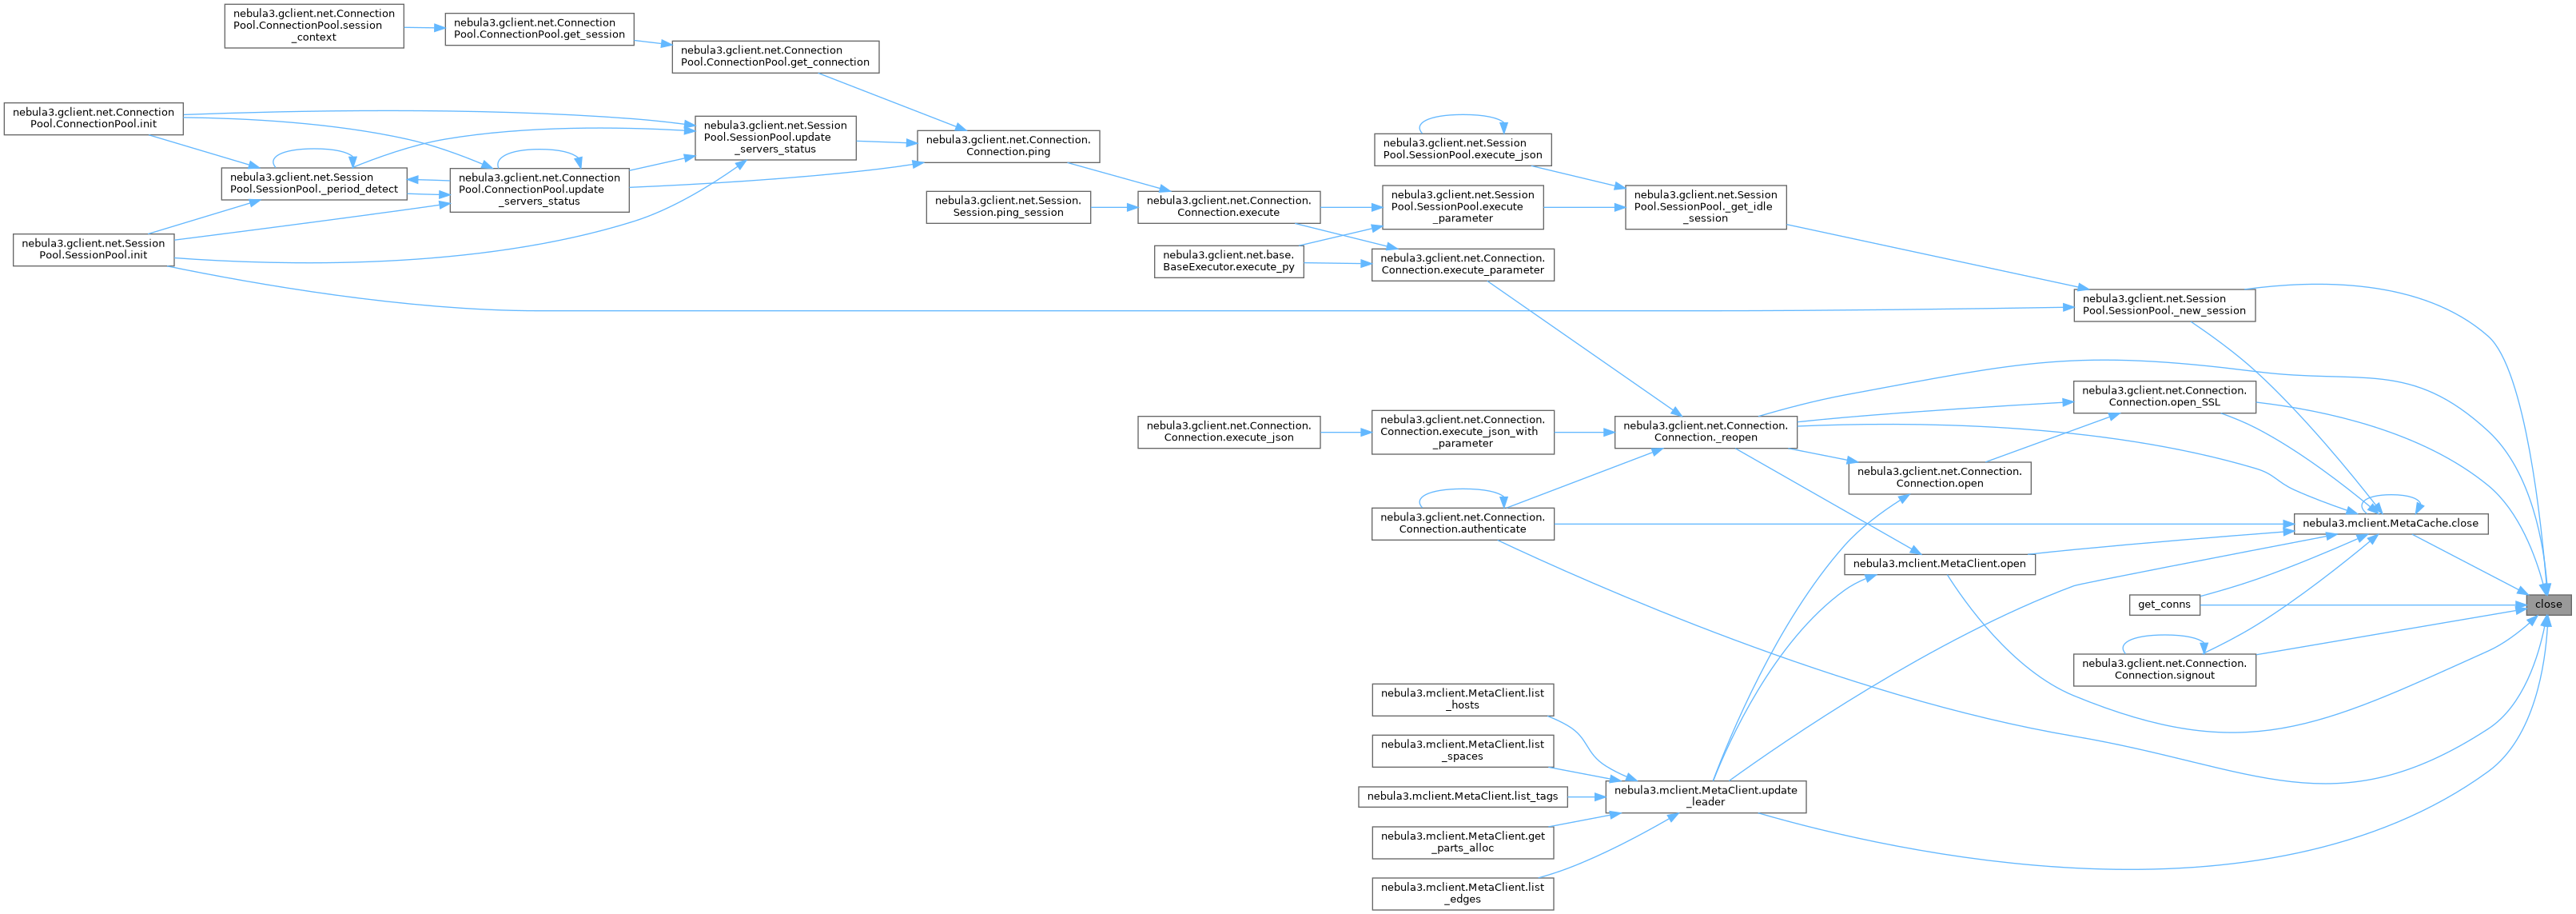 nebula3.gclient.net.Connection
Pool.ConnectionPool.session
_context
nebula3.gclient.net.Connection
Pool.ConnectionPool.get_session
nebula3.gclient.net.Connection
Pool.ConnectionPool.get_connection
nebula3.gclient.net.Connection
Pool.ConnectionPool.init
nebula3.gclient.net.Session
Pool.SessionPool._period_detect
nebula3.gclient.net.Connection
Pool.ConnectionPool.update
_servers_status
nebula3.gclient.net.Session
Pool.SessionPool.update
_servers_status
nebula3.gclient.net.Connection.
Connection.ping
nebula3.gclient.net.Session
Pool.SessionPool.init
nebula3.gclient.net.Session.
Session.ping_session
nebula3.gclient.net.Connection.
Connection.execute
nebula3.gclient.net.base.
BaseExecutor.execute_py
nebula3.gclient.net.Session
Pool.SessionPool.execute_json
nebula3.gclient.net.Session
Pool.SessionPool.execute
_parameter
nebula3.gclient.net.Connection.
Connection.execute_parameter
nebula3.gclient.net.Session
Pool.SessionPool._get_idle
_session
nebula3.gclient.net.Session
Pool.SessionPool._new_session
nebula3.gclient.net.Connection.
Connection.open_SSL
nebula3.gclient.net.Connection.
Connection.execute_json
nebula3.gclient.net.Connection.
Connection.execute_json_with
_parameter
nebula3.gclient.net.Connection.
Connection._reopen
nebula3.gclient.net.Connection.
Connection.open
nebula3.gclient.net.Connection.
Connection.authenticate
nebula3.mclient.MetaCache.close
nebula3.mclient.MetaClient.open
get_conns
close
nebula3.gclient.net.Connection.
Connection.signout
nebula3.mclient.MetaClient.list
_hosts
nebula3.mclient.MetaClient.list
_spaces
nebula3.mclient.MetaClient.list_tags
nebula3.mclient.MetaClient.update
_leader
nebula3.mclient.MetaClient.get
_parts_alloc
nebula3.mclient.MetaClient.list
_edges